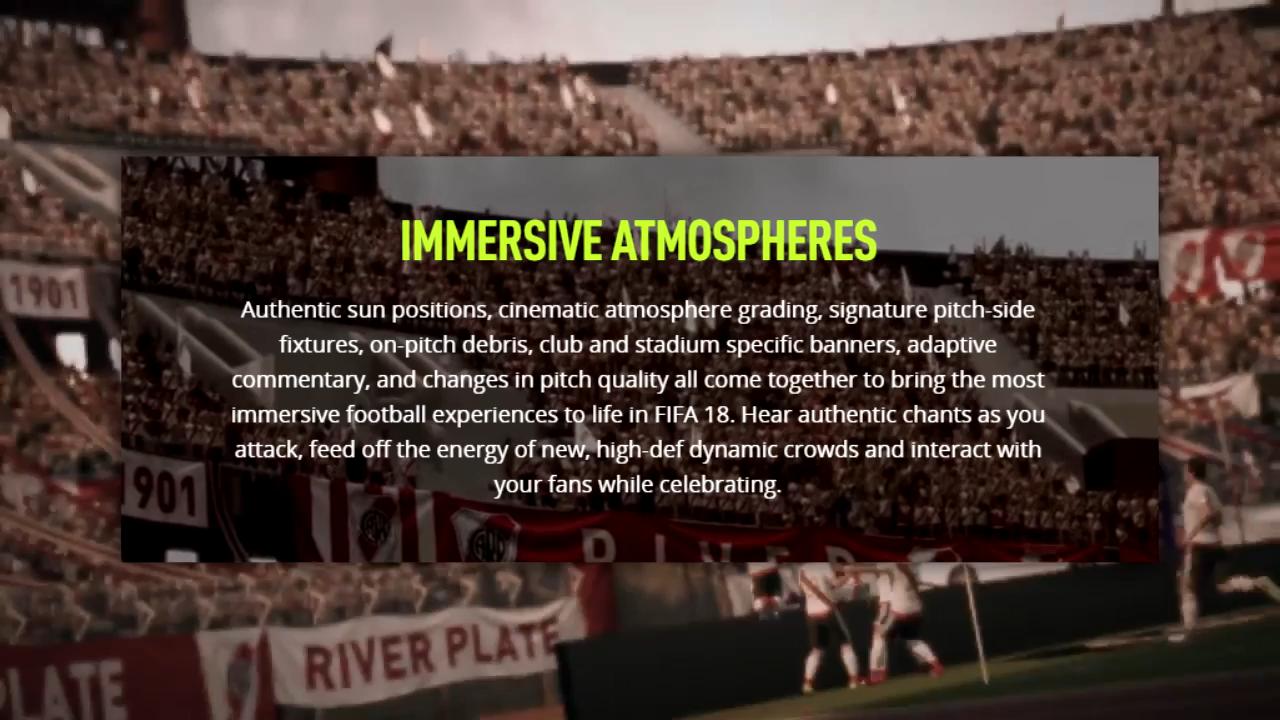 IMMERSIVE ATMOSPHERES
Authentic sun positions, cinematic atmosphere grading, signature pitch-side
fixtures, on-pitch debris, club and stadium specific banners, adaptive
commentary, and changes in pitch quality all come together to bring the most
immersive football experiences to life in FIFA 18. Hear authentic chants as you
attack, feed off the energy of new, high-def dynamic crowds and interact with
your fans while celebrating.
1901
901
RIVER
PLATE
RIVER PLATE